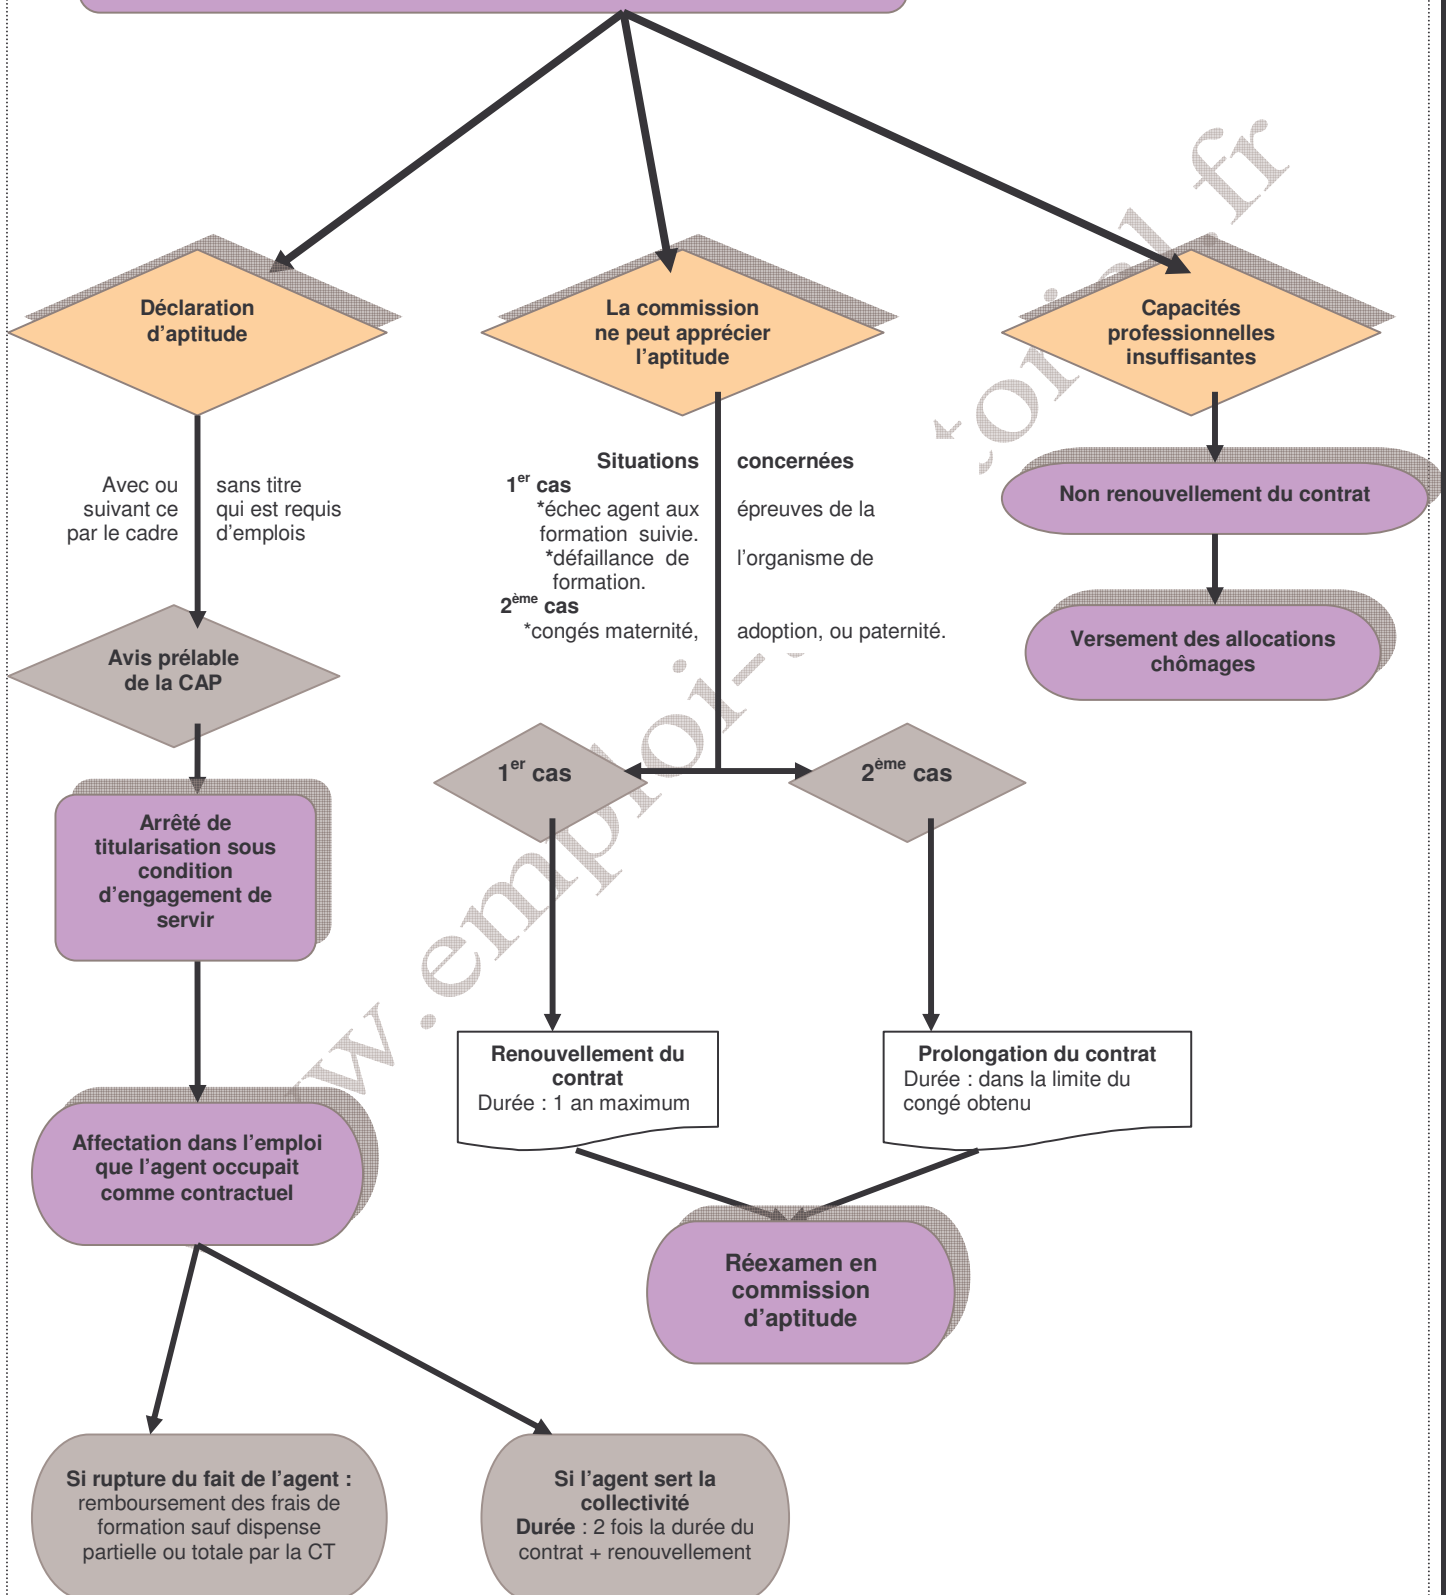 Déclaration
d'aptitude
La commission
ne peut apprécier
l'aptitude
Capacités
professionnelles
insuffisantes
Avec ou sans titre
suivant ce qui est requis
par le cadre d'emplois
Situations concernées
1er cas
*échec agent aux épreuves de la
formation suivie.
*défaillance de l'organisme de
formation.
2ème cas
*congés maternité, adoption, ou paternité.
Non renouvellement du contrat
Versement des allocations
chômages
Avis prélable
de la CAP
1er cas
2ème cas
Arrêté de
titularisation sous
condition
d'engagement de
servir
Renouvellement du
contrat
Durée : 1 an maximum
Prolongation du contrat
Durée : dans la limite du
congé obtenu
Affectation dans l'emploi
que l'agent occupait
comme contractuel
Réexamen en
commission
d'aptitude
Si rupture du fait de l'agent :
remboursement des frais de
formation sauf dispense
partielle ou totale par la CT
Si l'agent sert la
collectivité
Durée : 2 fois la durée du
contrat + renouvellement